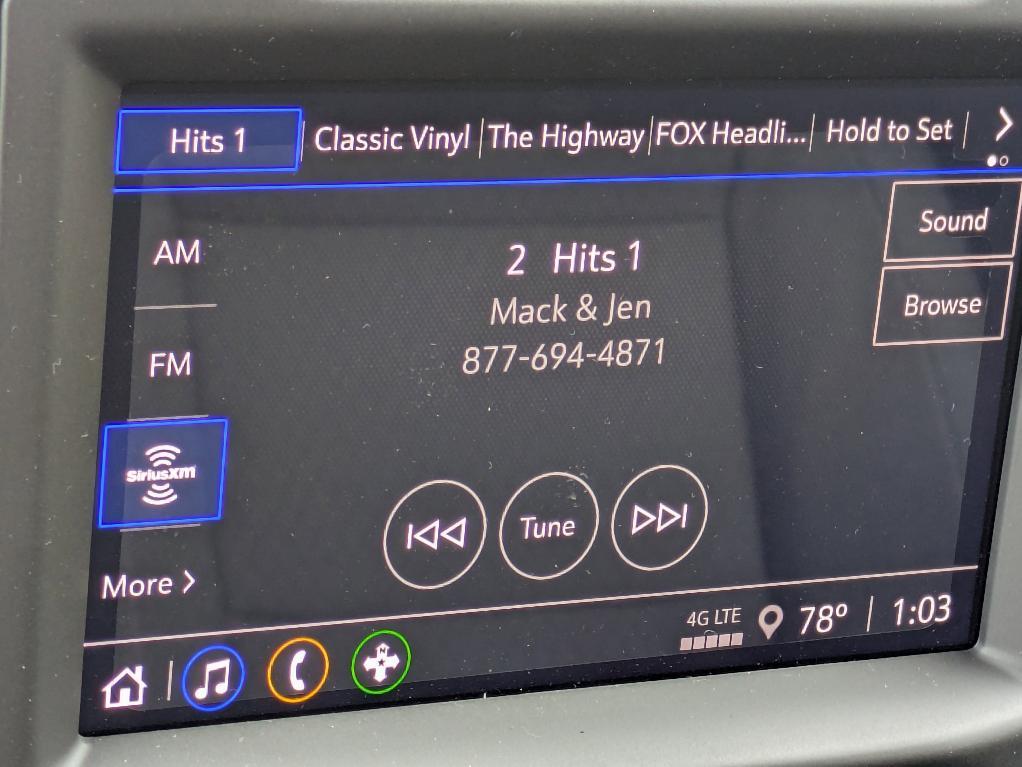 Hits 1 Classic Vinyl The Highway FOX Headli... Hold to Set
Sound
AM
2 Hits 1
Mack & Jen
Browse
877-694-4871
FM
SiriusXM
Tune
More
4G LTE 78° 1:03
N